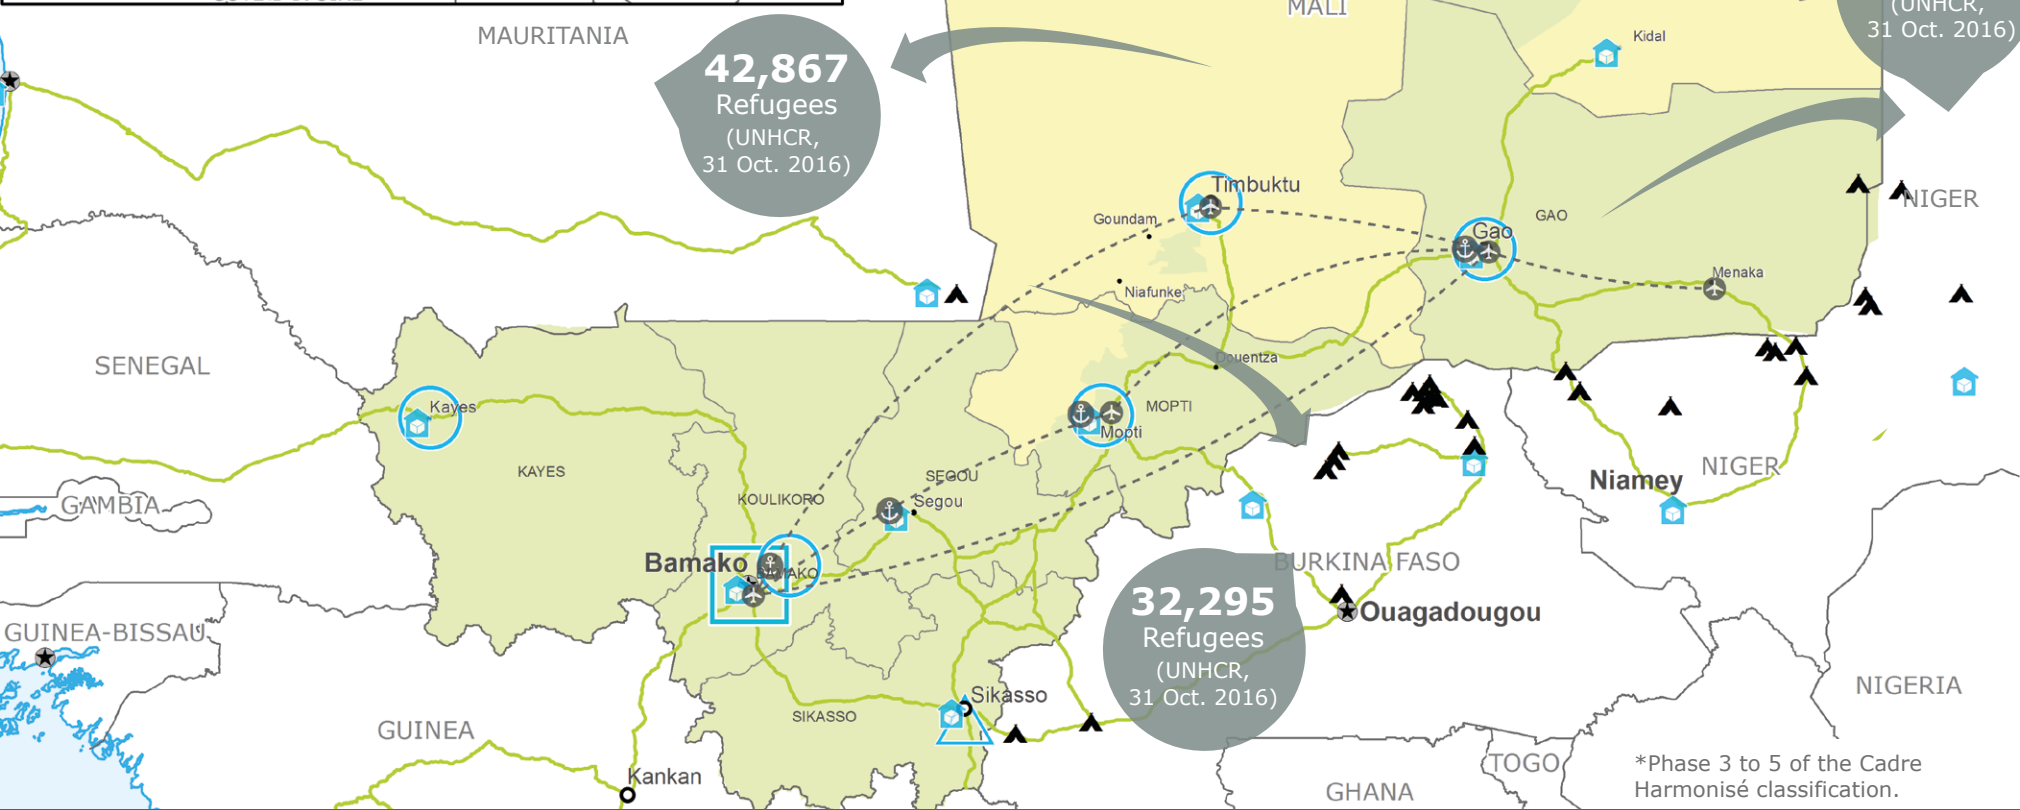 MALI
(UNHCR,
31 Oct. 2016)
MAURITANIA
Kidal
42,867
Refugees
(UNHCR,
31 Oct. 2016)
Timbuktu
NIGER
Goundam
GAO
Gao
Menaka
Niafunke
SENEGAL
Douentza
Kayes
MOPTI
Mopti
KAYES
SEGOU
NIGER
Niamey
KOULIKORO
Segou
GAMBIA
Bamako
BAMAKO
BURKINA FASO
32,295
Refugees
(UNHCR,
31 Oct. 2016)
Ouagadougou
GUINEA-BISSAU
Sikasso
NIGERIA
SIKASSO
GUINEA
Kankan
TOGO
GHANA
*Phase 3 to 5 of the Cadre
Harmonisé classification.